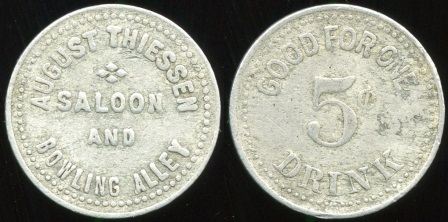 AUGUST THIESSEN
SALOON
AND
BOWLING ALLEY
GOOD FOR ONE
5¢
DRINK